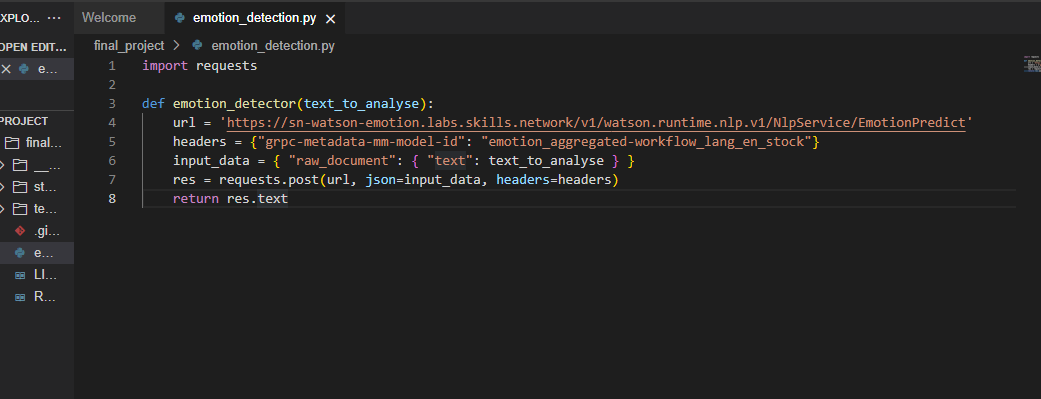 XPLO... ···
Welcome
emotion_detection.py ×
OPEN EDIT...
× e...
PROJECT
final...
__...
st...
te...
.gi...
e...
LI...
R...
final_project > emotion_detection.py
1 import requests
2
3 def emotion_detector(text_to_analyse):
4 url = 'https://sn-watson-emotion.labs.skills.network/v1/watson.runtime.nlp.v1/NlpService/EmotionPredict'
5 headers = {"grpc-metadata-mm-model-id": "emotion_aggregated-workflow_lang_en_stock"}
6 input_data = { "raw_document": { "text": text_to_analyse } }
7 res = requests.post(url, json=input_data, headers=headers)
8 return res.text